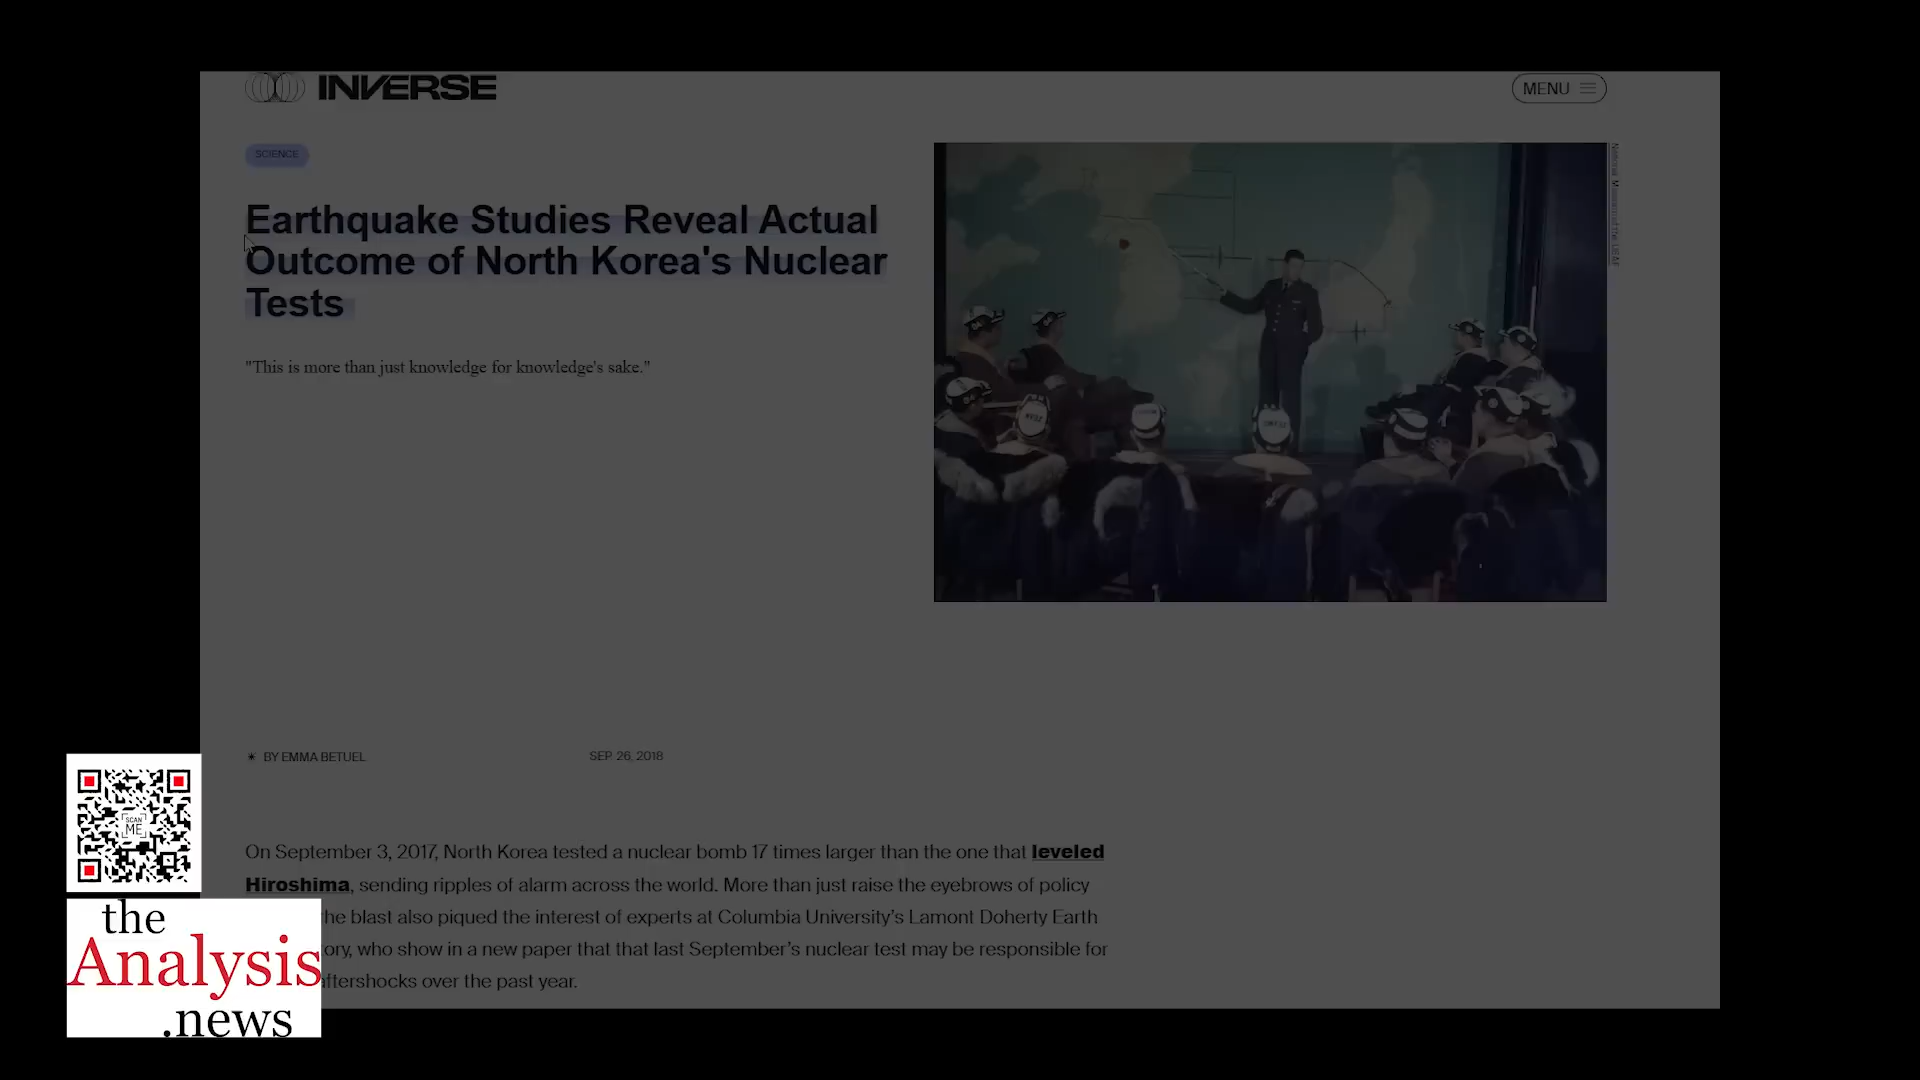 INVERSE
MENU
SCIENCE
Earthquake Studies Reveal Actual
Outcome of North Korea's Nuclear
Tests
"This is more than just knowledge for knowledge's sake."
BY EMMA BETUEL
SEP. 26, 2018
On September 3, 2017, North Korea tested a nuclear bomb 17 times larger than the one that leveled
Hiroshima, sending ripples of alarm across the world. More than just raise the eyebrows of policy
the blast also piqued the interest of experts at Columbia University's Lamont Doherty Earth
who show in a new paper that that last September's nuclear test may be responsible for
aftershocks over the past year.
SCAN
ME
the
Analysis
.news